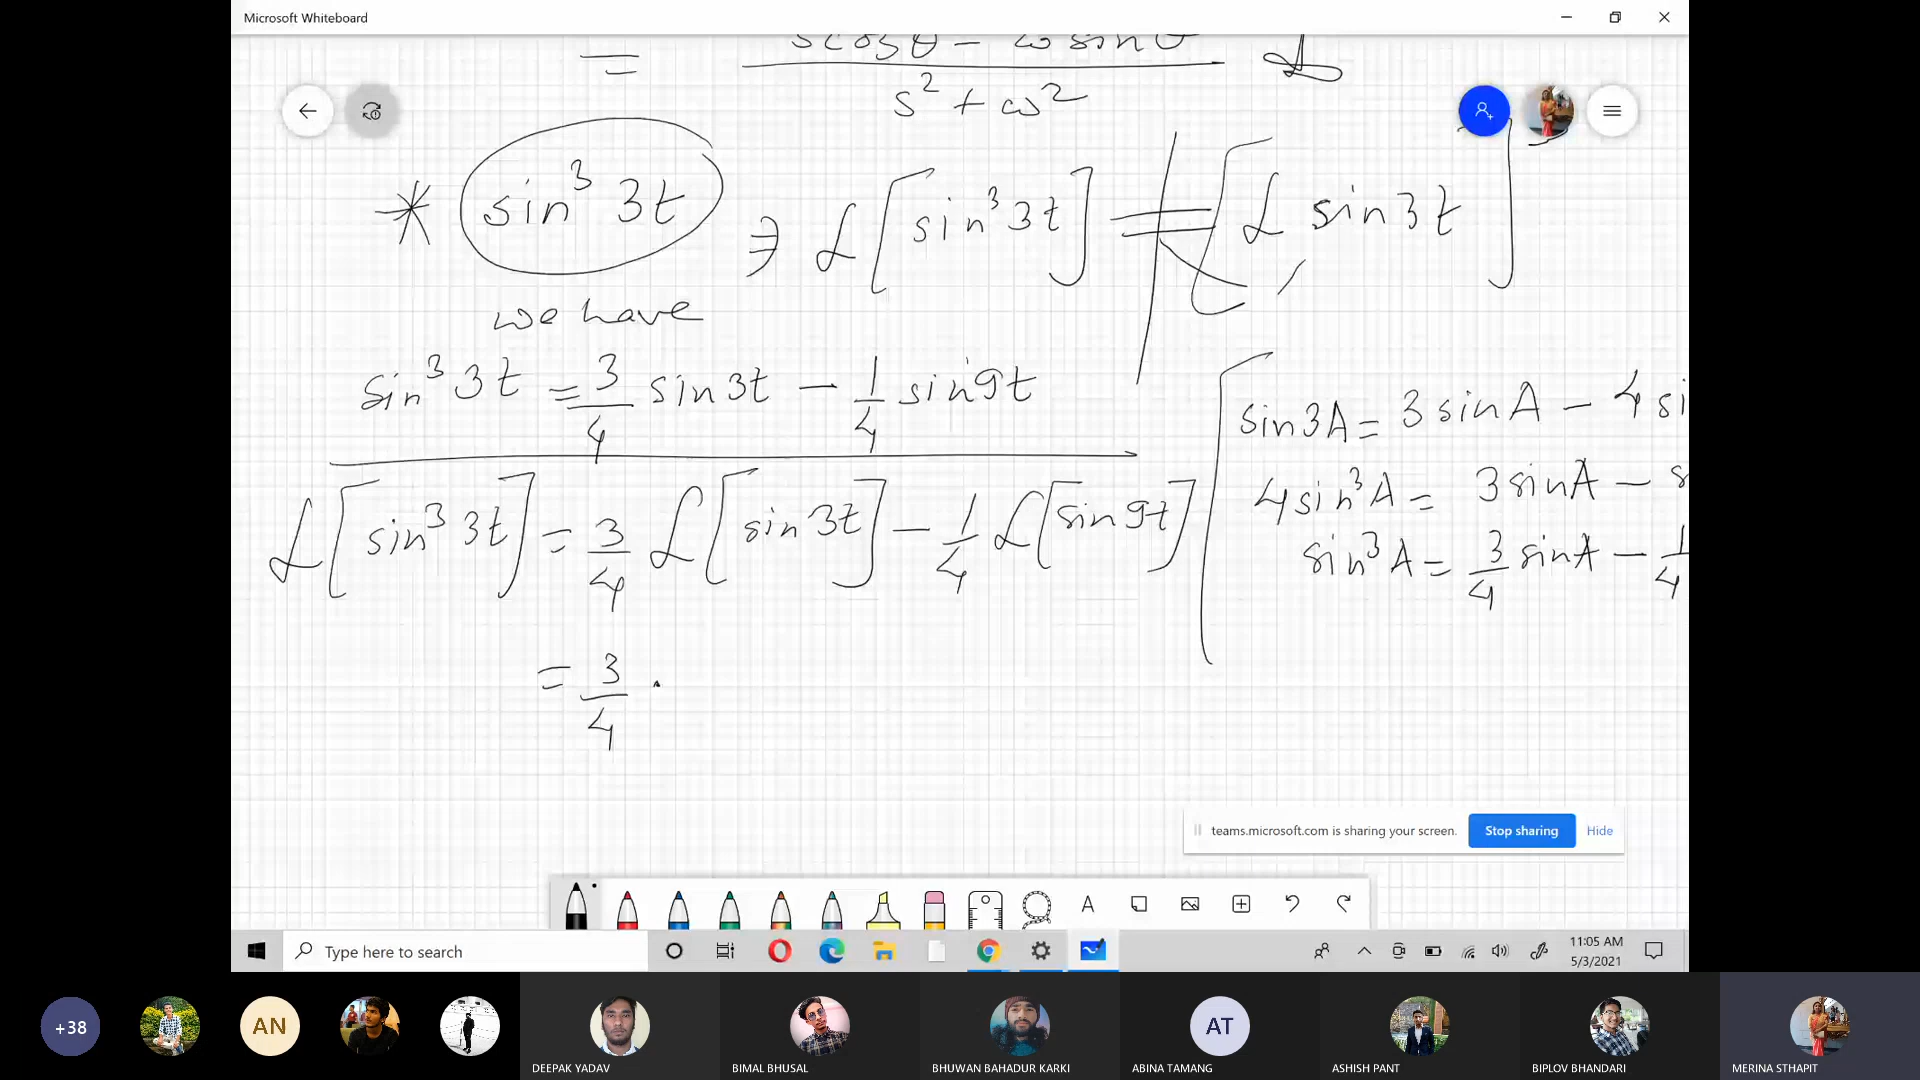 Microsoft Whiteboard
=
s² + ω²
* sin³ 3t
∋ ℒ[sin³ 3t] = [ℒ sin 3t]³
we have
sin³ 3t = 3/4 sin 3t − 1/4 sin 9t
sin 3A = 3 sin A − 4 si
4 sin³ A = 3 sin A − s
sin³ A = 3/4 sin A − 1/4
ℒ[sin³ 3t] = 3/4 ℒ[sin 3t] − 1/4 ℒ[sin 9t]
= 3/4 ·
teams.microsoft.com is sharing your screen.
Stop sharing
Hide
A
Type here to search
11:05 AM
5/3/2021
+38
AN
AT
DEEPAK YADAV
BIMAL BHUSAL
BHUWAN BAHADUR KARKI
ABINA TAMANG
ASHISH PANT
BIPLOV BHANDARI
MERINA STHAPIT